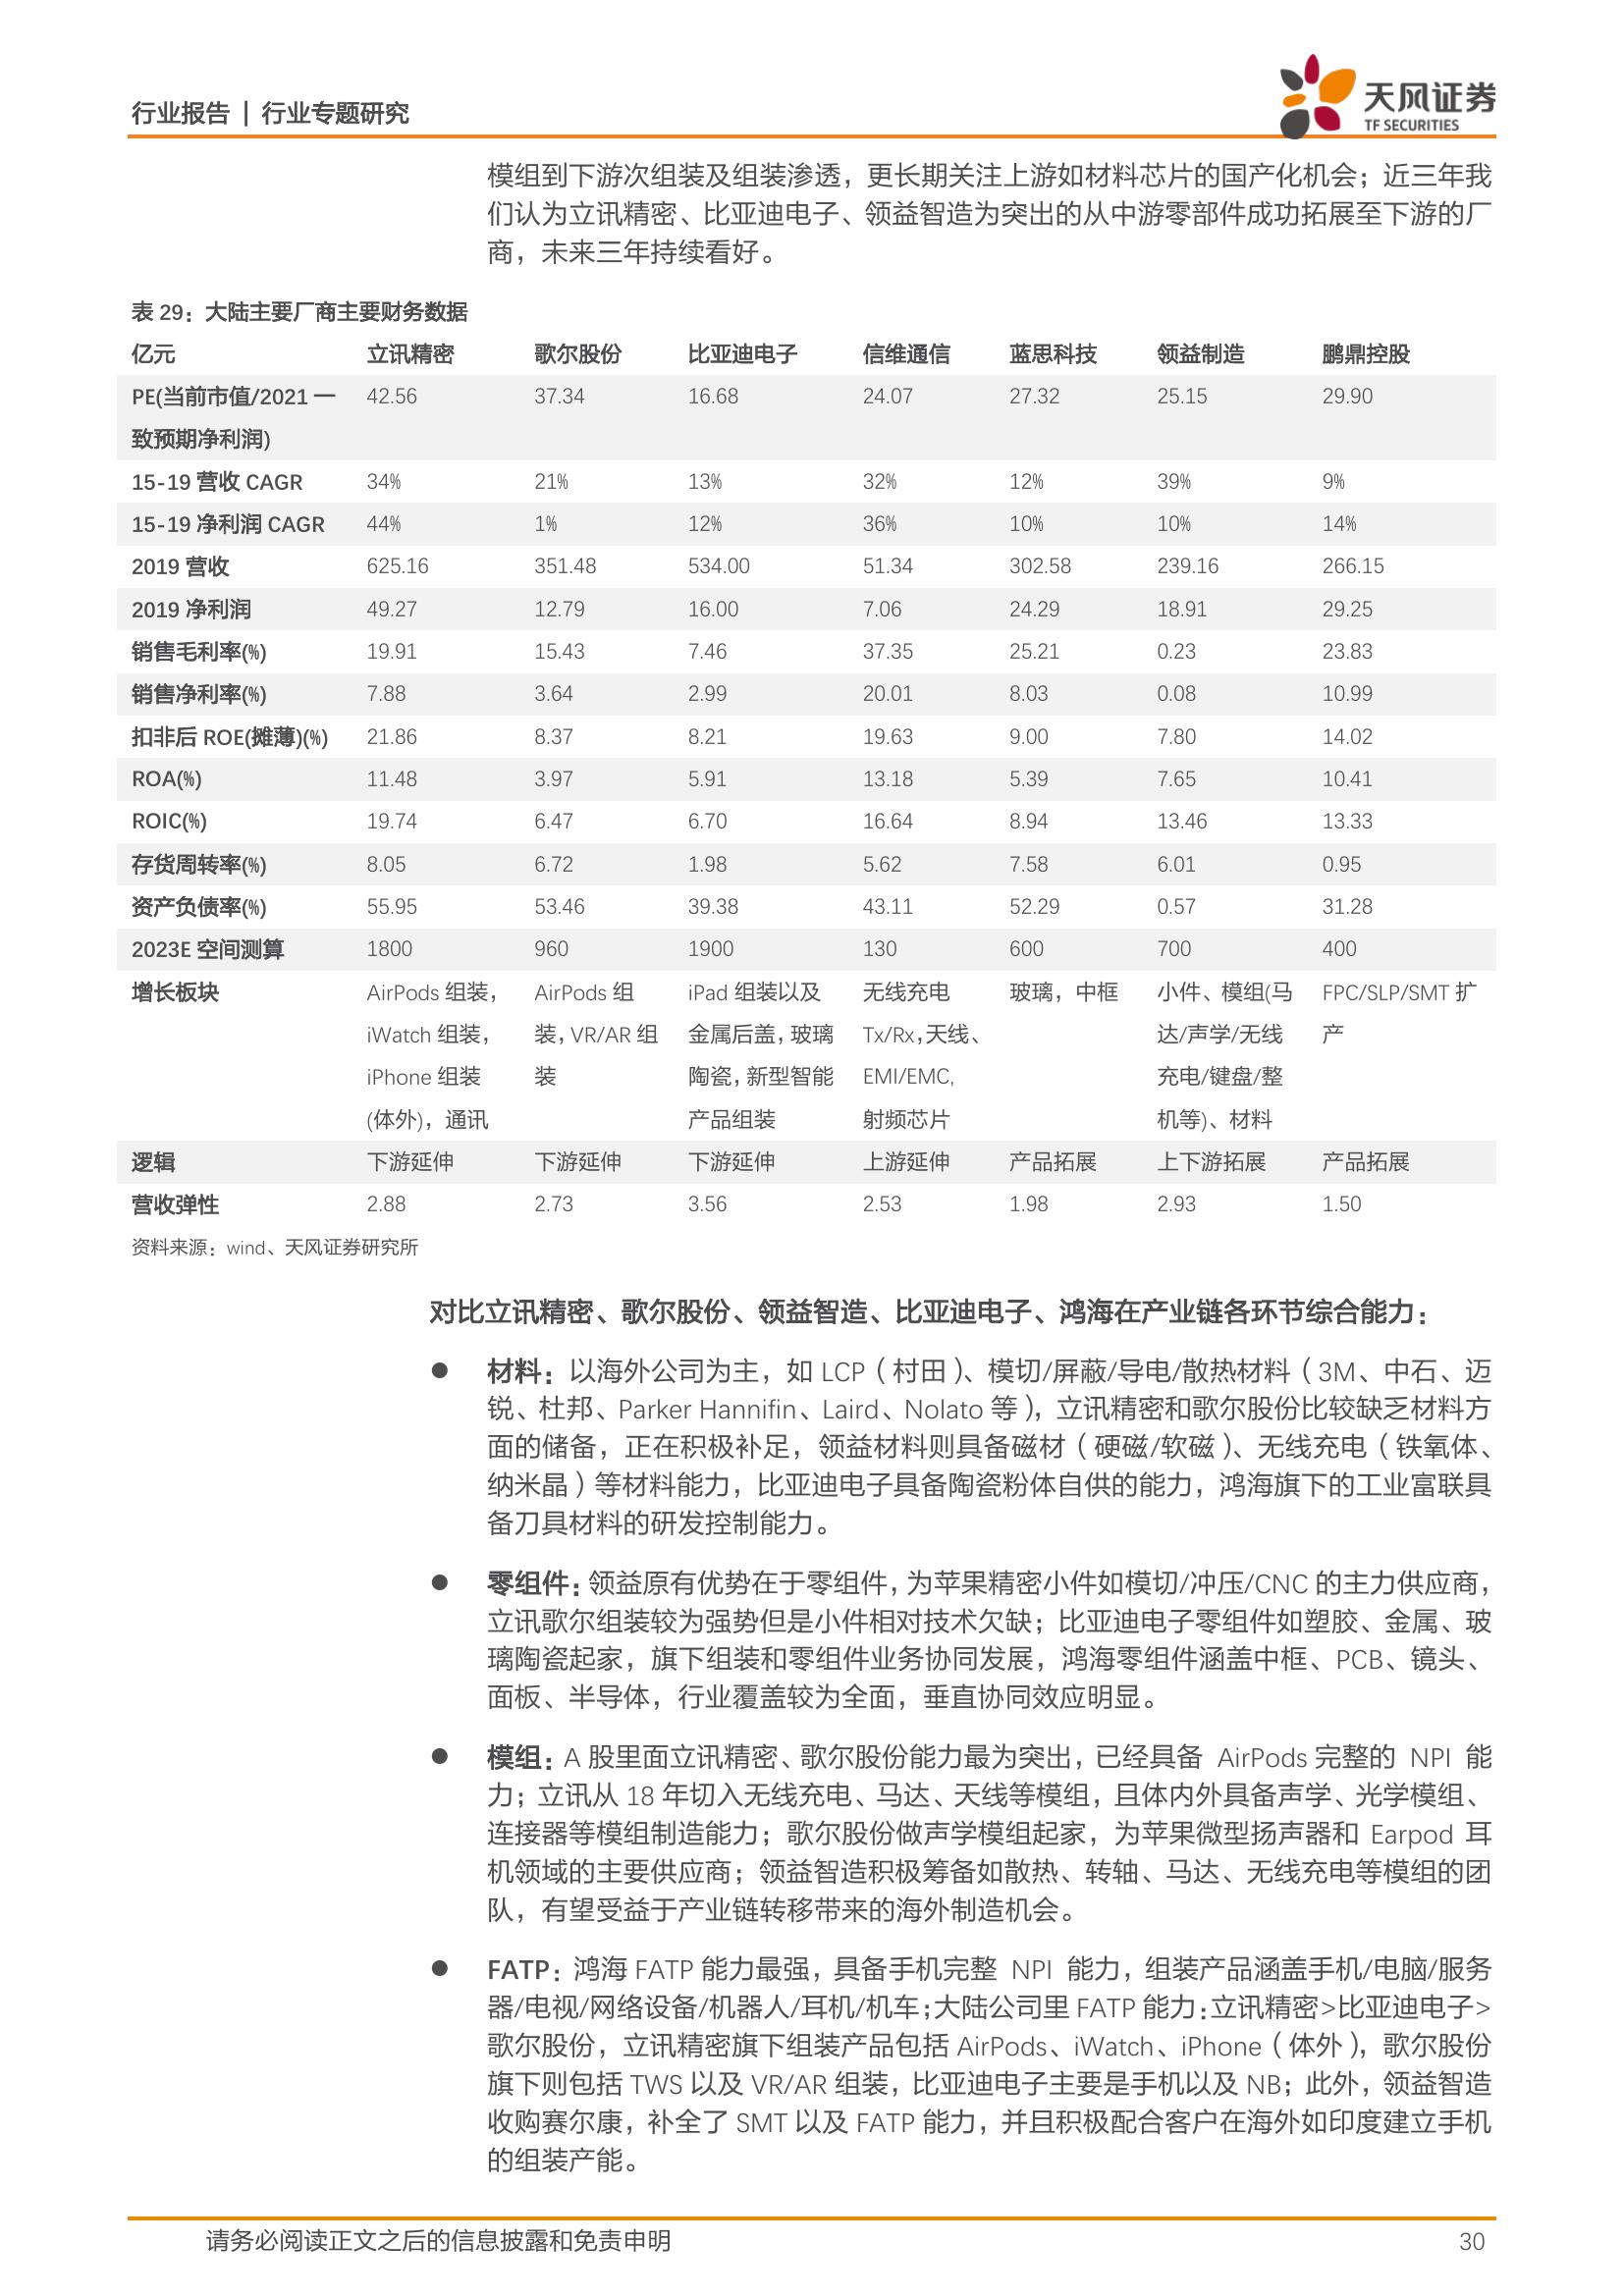 行业报告 | 行业专题研究
天风证券
TF SECURITIES
模组到下游次组装及组装渗透，更长期关注上游如材料芯片的国产化机会；近三年我
们认为立讯精密、比亚迪电子、领益智造为突出的从中游零部件成功拓展至下游的厂
商，未来三年持续看好。
表 29：大陆主要厂商主要财务数据
亿元 立讯精密 歌尔股份 比亚迪电子 信维通信 蓝思科技 领益制造 鹏鼎控股
PE(当前市值/2021 一 42.56 37.34 16.68 24.07 27.32 25.15 29.90
致预期净利润)
15-19 营收 CAGR 34% 21% 13% 32% 12% 39% 9%
15-19 净利润 CAGR 44% 1% 12% 36% 10% 10% 14%
2019 营收 625.16 351.48 534.00 51.34 302.58 239.16 266.15
2019 净利润 49.27 12.79 16.00 7.06 24.29 18.91 29.25
销售毛利率(%) 19.91 15.43 7.46 37.35 25.21 0.23 23.83
销售净利率(%) 7.88 3.64 2.99 20.01 8.03 0.08 10.99
扣非后 ROE(摊薄)(%) 21.86 8.37 8.21 19.63 9.00 7.80 14.02
ROA(%) 11.48 3.97 5.91 13.18 5.39 7.65 10.41
ROIC(%) 19.74 6.47 6.70 16.64 8.94 13.46 13.33
存货周转率(%) 8.05 6.72 1.98 5.62 7.58 6.01 0.95
资产负债率(%) 55.95 53.46 39.38 43.11 52.29 0.57 31.28
2023E 空间测算 1800 960 1900 130 600 700 400
增长板块 AirPods 组装， AirPods 组 iPad 组装以及 无线充电 玻璃，中框 小件、模组(马 FPC/SLP/SMT 扩
iWatch 组装， 装，VR/AR 组 金属后盖，玻璃 Tx/Rx，天线、 达/声学/无线 产
iPhone 组装 装 陶瓷，新型智能 EMI/EMC, 充电/键盘/整
(体外)，通讯 产品组装 射频芯片 机等)、材料
逻辑 下游延伸 下游延伸 下游延伸 上游延伸 产品拓展 上下游拓展 产品拓展
营收弹性 2.88 2.73 3.56 2.53 1.98 2.93 1.50
资料来源：wind、天风证券研究所
对比立讯精密、歌尔股份、领益智造、比亚迪电子、鸿海在产业链各环节综合能力：
● 材料：以海外公司为主，如 LCP（村田）、模切/屏蔽/导电/散热材料（3M、中石、迈
锐、杜邦、Parker Hannifin、Laird、Nolato 等），立讯精密和歌尔股份比较缺乏材料方
面的储备，正在积极补足，领益材料则具备磁材（硬磁/软磁）、无线充电（铁氧体、
纳米晶）等材料能力，比亚迪电子具备陶瓷粉体自供的能力，鸿海旗下的工业富联具
备刀具材料的研发控制能力。
● 零组件：领益原有优势在于零组件，为苹果精密小件如模切/冲压/CNC 的主力供应商，
立讯歌尔组装较为强势但是小件相对技术欠缺；比亚迪电子零组件如塑胶、金属、玻
璃陶瓷起家，旗下组装和零组件业务协同发展，鸿海零组件涵盖中框、PCB、镜头、
面板、半导体，行业覆盖较为全面，垂直协同效应明显。
● 模组：A 股里面立讯精密、歌尔股份能力最为突出，已经具备 AirPods 完整的 NPI 能
力；立讯从 18 年切入无线充电、马达、天线等模组，且体内外具备声学、光学模组、
连接器等模组制造能力；歌尔股份做声学模组起家，为苹果微型扬声器和 Earpod 耳
机领域的主要供应商；领益智造积极筹备如散热、转轴、马达、无线充电等模组的团
队，有望受益于产业链转移带来的海外制造机会。
● FATP：鸿海 FATP 能力最强，具备手机完整 NPI 能力，组装产品涵盖手机/电脑/服务
器/电视/网络设备/机器人/耳机/机车；大陆公司里 FATP 能力：立讯精密>比亚迪电子>
歌尔股份，立讯精密旗下组装产品包括 AirPods、iWatch、iPhone（体外），歌尔股份
旗下则包括 TWS 以及 VR/AR 组装，比亚迪电子主要是手机以及 NB；此外，领益智造
收购赛尔康，补全了 SMT 以及 FATP 能力，并且积极配合客户在海外如印度建立手机
的组装产能。
请务必阅读正文之后的信息披露和免责申明 30